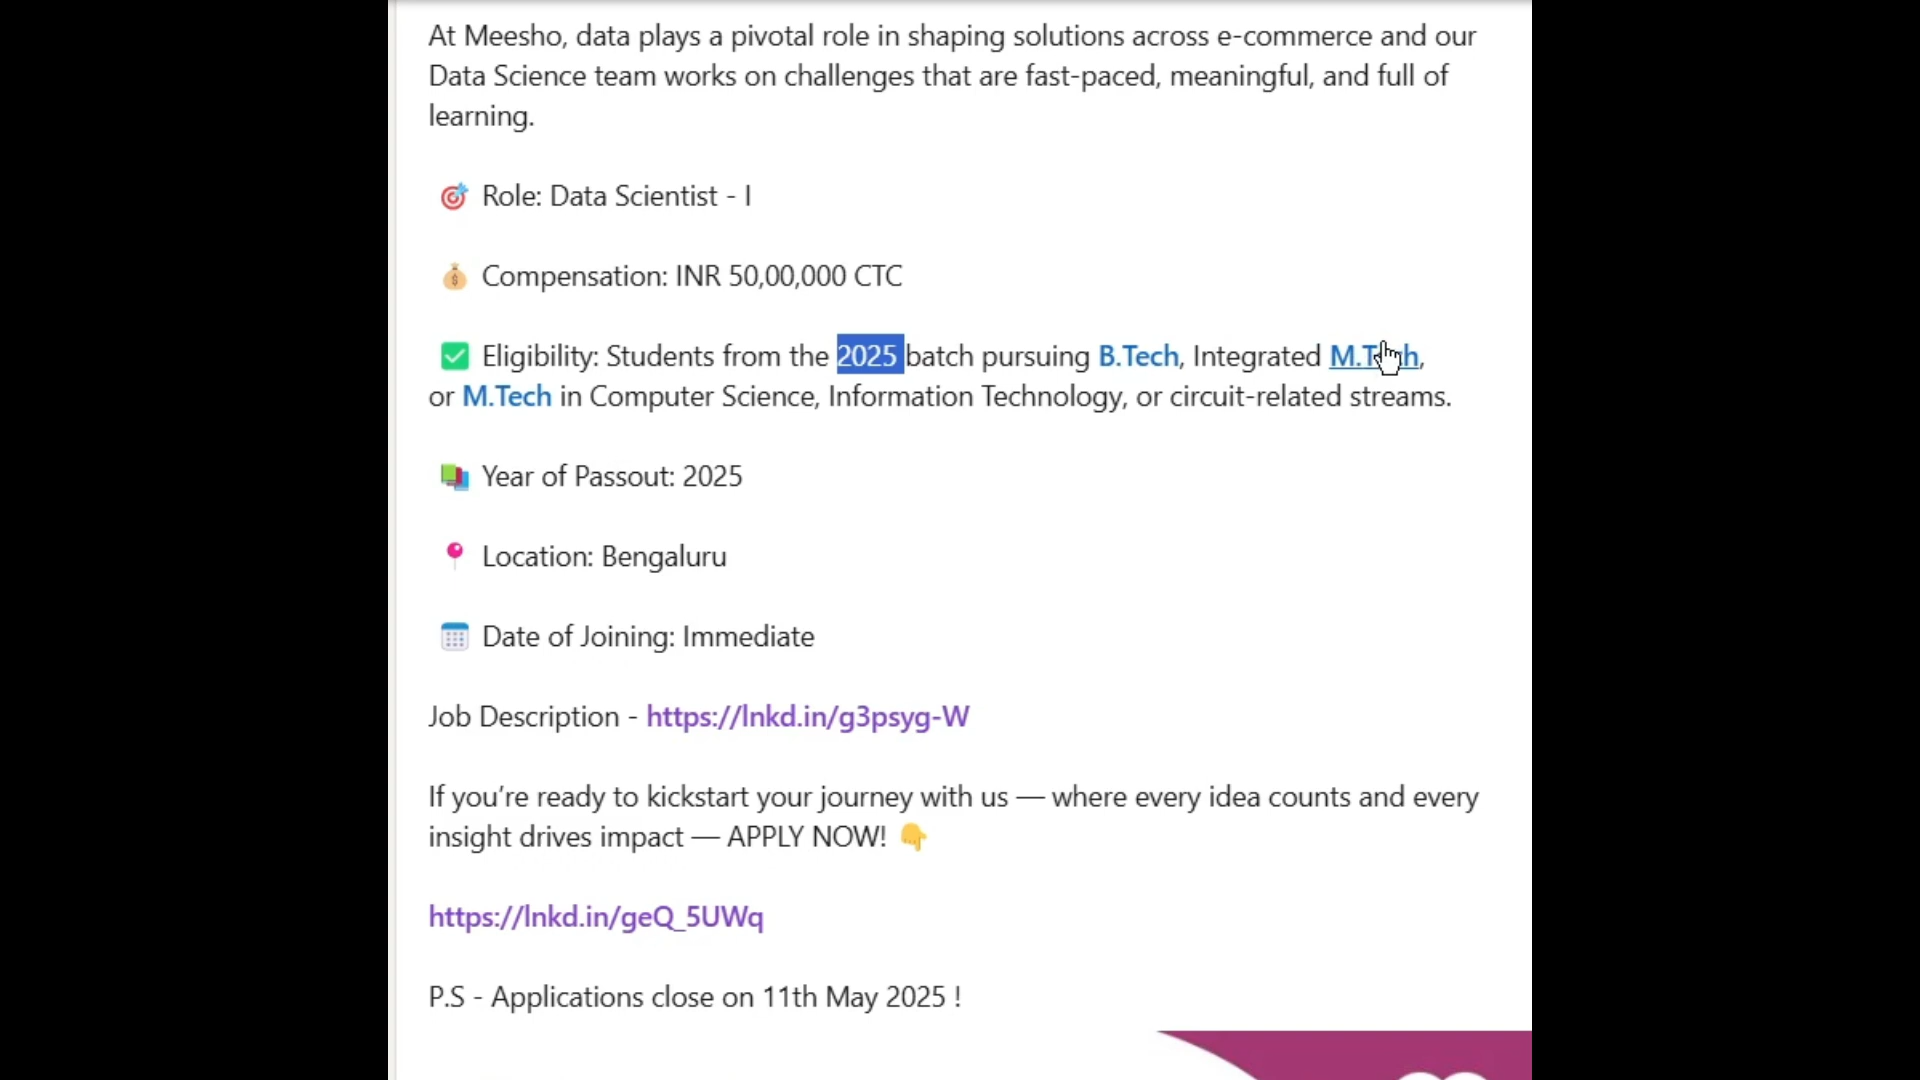 At Meesho, data plays a pivotal role in shaping solutions across e-commerce and our
Data Science team works on challenges that are fast-paced, meaningful, and full of
learning.
🎯 Role: Data Scientist - I
💰 Compensation: INR 50,00,000 CTC
✅ Eligibility: Students from the 2025 batch pursuing B.Tech, Integrated M.Tech,
or M.Tech in Computer Science, Information Technology, or circuit-related streams.
📚 Year of Passout: 2025
📍 Location: Bengaluru
📅 Date of Joining: Immediate
Job Description - https://lnkd.in/g3psyg-W
If you’re ready to kickstart your journey with us — where every idea counts and every
insight drives impact — APPLY NOW! 👇
https://lnkd.in/geQ_5UWq
P.S - Applications close on 11th May 2025 !